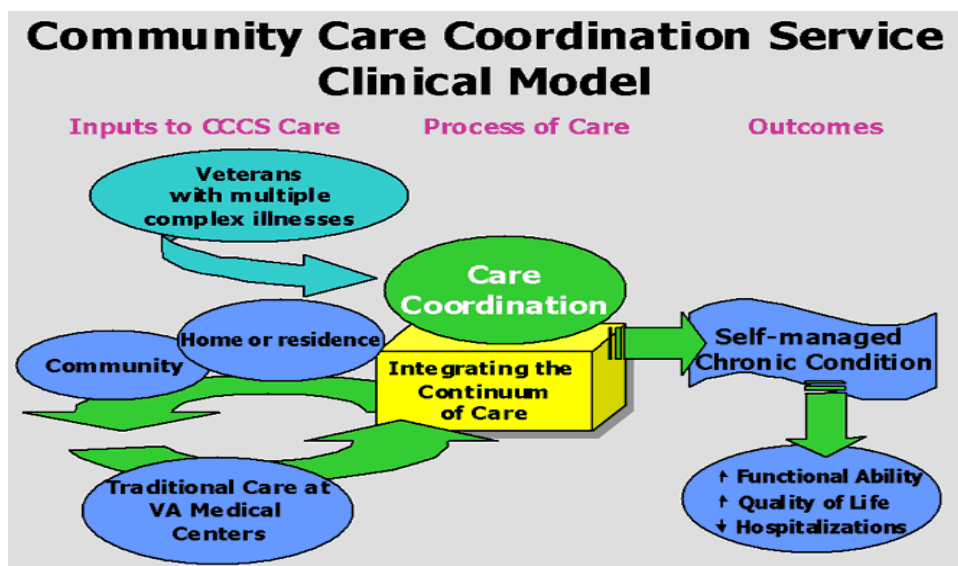 Community Care Coordination Service
Clinical Model
Inputs to CCCS Care
Process of Care
Outcomes
Veterans
with multiple
complex illnesses
Care
Coordination
Home or residence
Community
Integrating the
Continuum
of Care
Self-managed
Chronic Condition
Traditional Care at
VA Medical
Centers
↑ Functional Ability
↑ Quality of Life
↓ Hospitalizations